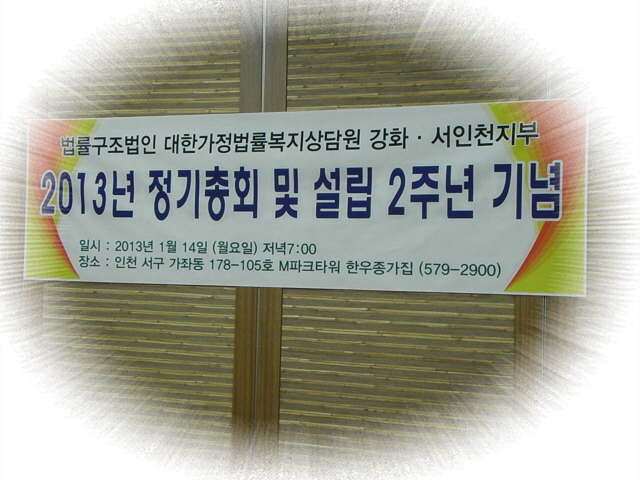 법률구조법인 대한가정법률복지상담원 강화 · 서인천지부
2013년 정기총회 및 설립 2주년 기념
일시 : 2013년 1월 14일 (월요일) 저녁7:00
장소 : 인천 서구 가좌동 178-105호 M파크타워 한우종가집 (579-2900)